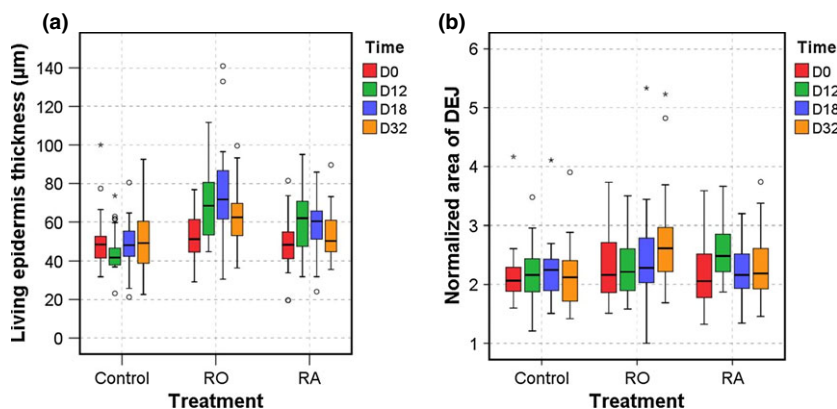 (a)
Living epidermis thickness (µm)
140
120
100
80
60
40
20
0
Control RO RA
Treatment
Time
D0
D12
D18
D32
(b)
Normalized area of DEJ
6
5
4
3
2
1
Control RO RA
Treatment
Time
D0
D12
D18
D32